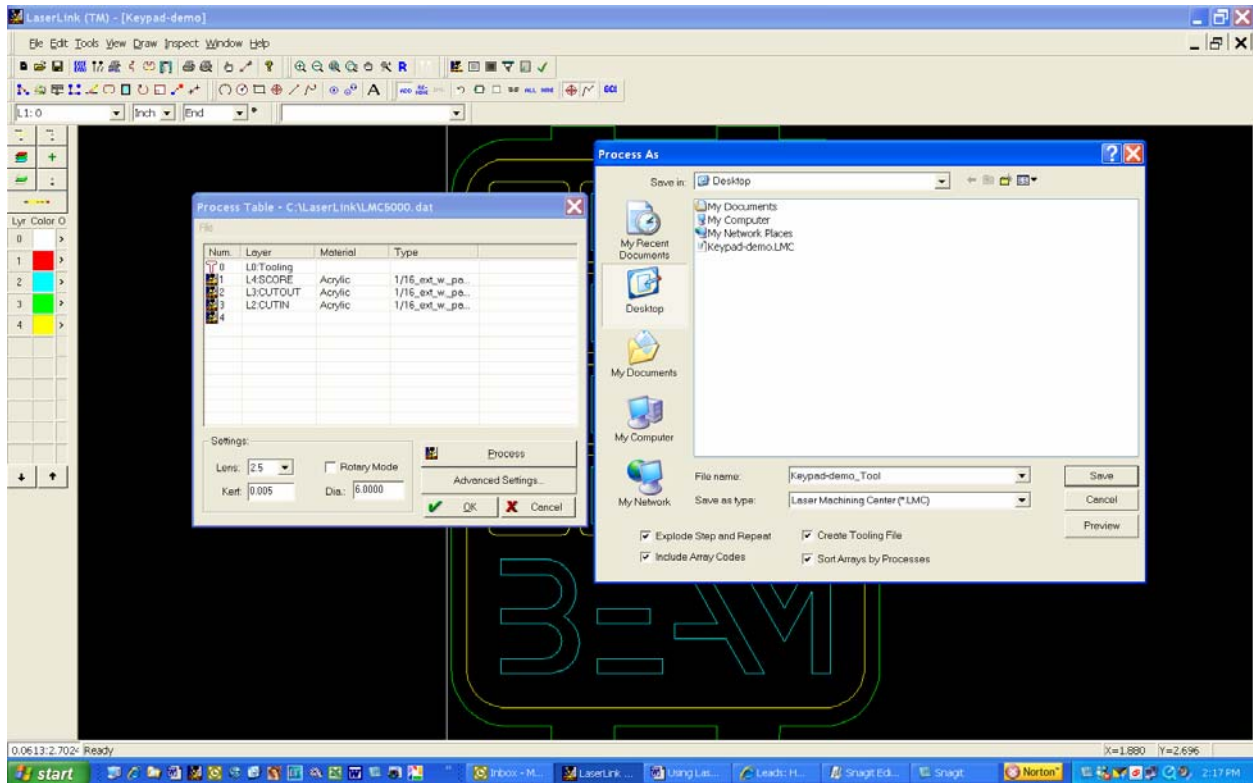 LaserLink (TM) - [Keypad-demo]
File Edit Tools View Draw Inspect Window Help
L1: 0 Inch End
Lyr Color O
0
1
2
3
4
Process Table - C:\LaserLink\LMC5000.dat
File
Num. Layer Material Type
0 L0:Tooling
1 L4:SCORE Acrylic 1/16_ext_w_pa...
2 L3:CUTOUT Acrylic 1/16_ext_w_pa...
3 L2:CUTIN Acrylic 1/16_ext_w_pa...
4
Settings:
Lens: 2.5 Rotary Mode
Kerf: 0.005 Dia.: 6.0000
Process
Advanced Settings...
OK Cancel
Process As
Save in: Desktop
My Recent Documents
Desktop
My Documents
My Computer
My Network
My Documents
My Computer
My Network Places
Keypad-demo.LMC
File name: Keypad-demo_Tool Save
Save as type: Laser Machining Center (*.LMC) Cancel
Preview
Explode Step and Repeat Create Tooling File
Include Array Codes Sort Arrays by Processes
BEAM
0.0613:2.702 Ready X=1.880 Y=2.696
start Inbox - M... LaserLink ... Using Las... Leads: H... SnagIt Edi... SnagIt Norton 2:17 PM